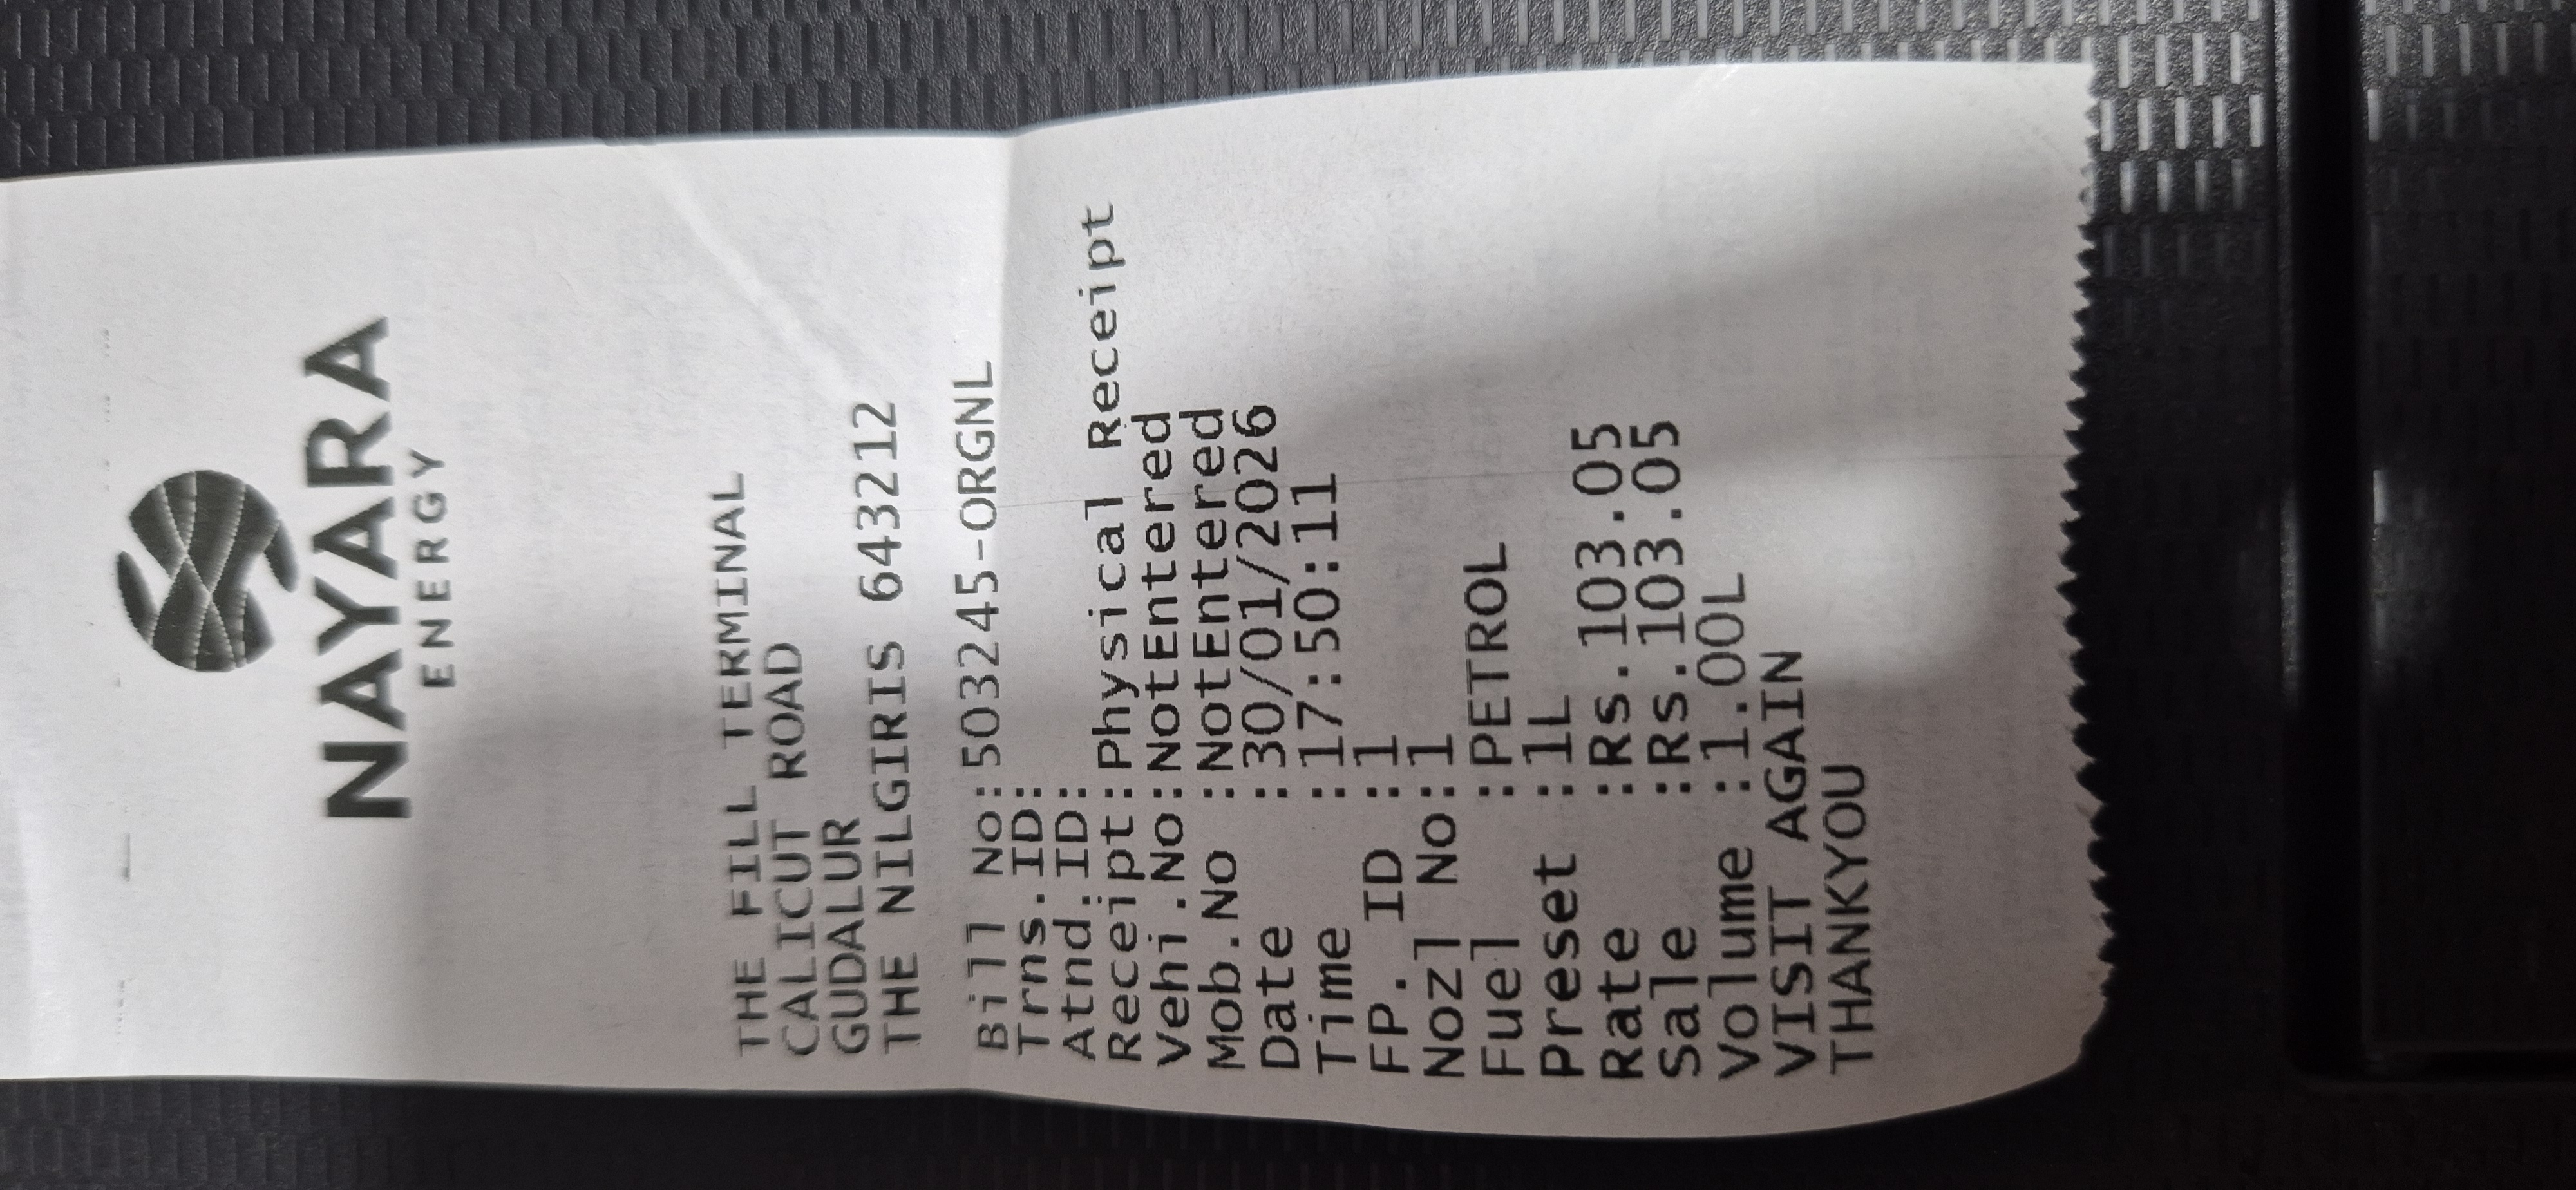 NAYARA
ENERGY
THE FILL TERMINAL
CALICUT ROAD
GUDALUR
THE NILGIRIS 643212
Bill No:503245-ORGNL
Trns.ID:
Atnd.ID:
Receipt:Physical Receipt
Vehi.No:NotEntered
Mob.No :NotEntered
Date :30/01/2026
Time :17:50:11
FP. ID :1
Nozl No:1
Fuel :PETROL
Preset :1L
Rate :Rs.103.05
Sale :Rs.103.05
Volume :1.00L
VISIT AGAIN
THANKYOU